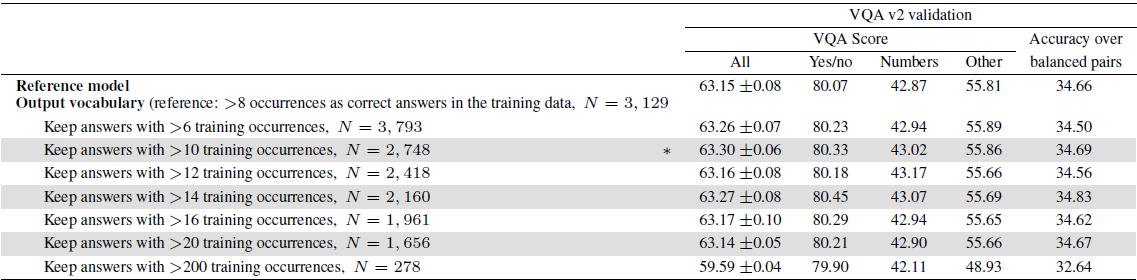 VQA v2 validation
VQA Score Accuracy over
All Yes/no Numbers Other balanced pairs
Reference model 63.15 ±0.08 80.07 42.87 55.81 34.66
Output vocabulary (reference: >8 occurrences as correct answers in the training data, N = 3, 129
Keep answers with >6 training occurrences, N = 3, 793 63.26 ±0.07 80.23 42.94 55.89 34.50
Keep answers with >10 training occurrences, N = 2, 748 * 63.30 ±0.06 80.33 43.02 55.86 34.69
Keep answers with >12 training occurrences, N = 2, 418 63.16 ±0.08 80.18 43.17 55.66 34.56
Keep answers with >14 training occurrences, N = 2, 160 63.27 ±0.08 80.45 43.07 55.69 34.83
Keep answers with >16 training occurrences, N = 1, 961 63.17 ±0.10 80.29 42.94 55.65 34.62
Keep answers with >20 training occurrences, N = 1, 656 63.14 ±0.05 80.21 42.90 55.66 34.67
Keep answers with >200 training occurrences, N = 278 59.59 ±0.04 79.90 42.11 48.93 32.64